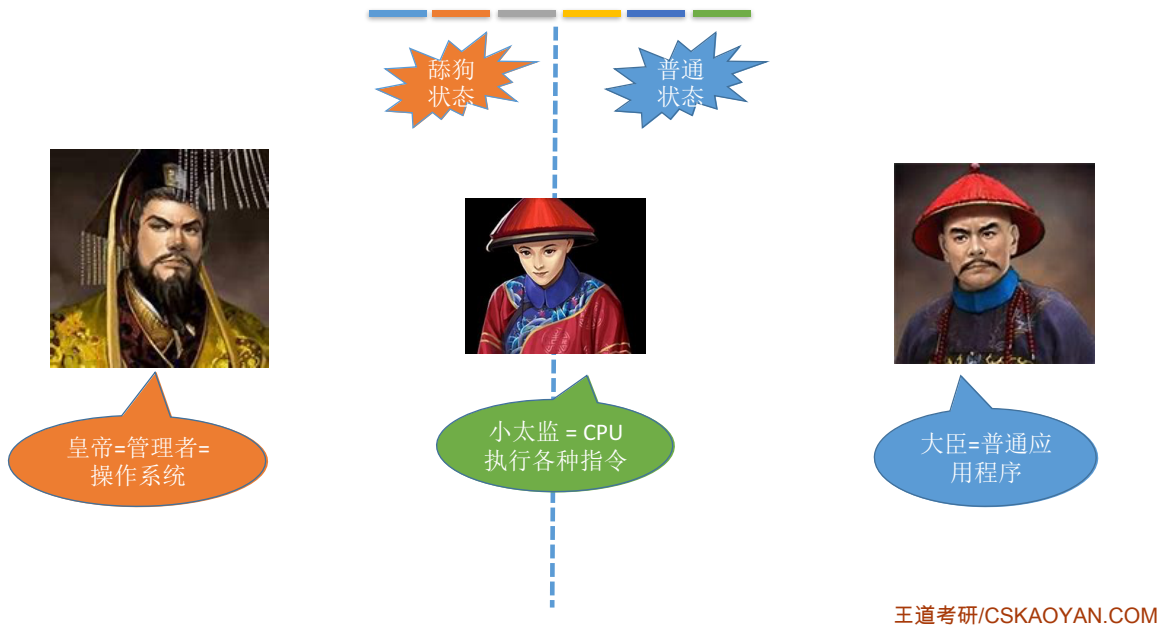 舔狗
状态
普通
状态
皇帝=管理者=
操作系统
小太监 = CPU
执行各种指令
大臣=普通应
用程序
王道考研/CSKAOYAN.COM